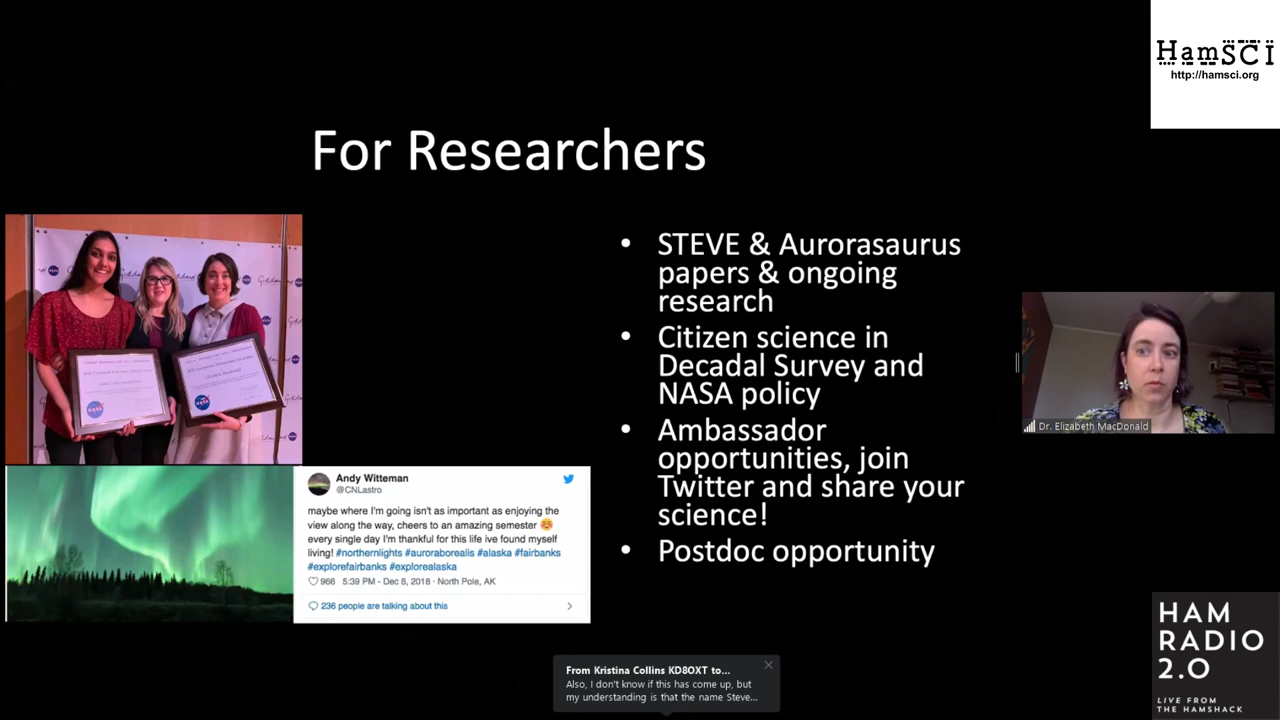 HamSCI
http://hamsci.org
For Researchers
• STEVE & Aurorasaurus
papers & ongoing
research
• Citizen science in
Decadal Survey and
NASA policy
• Ambassador
opportunities, join
Twitter and share your
science!
• Postdoc opportunity
NASA
NASA
Andy Witteman
@CNLastro
maybe where I'm going isn't as important as enjoying the
view along the way, cheers to an amazing semester 😊
every single day I'm thankful for this life ive found myself
living! #northernlights #auroraborealis #alaska #fairbanks
#explorefairbanks #explorealaska
966 5:39 PM - Dec 8, 2018 · North Pole, AK
236 people are talking about this
Dr. Elizabeth MacDonald
From Kristina Collins KD8OXT to...
Also, I don't know if this has come up, but
my understanding is that the name Steve...
HAM
RADIO
2.0
LIVE FROM
THE HAMSHACK